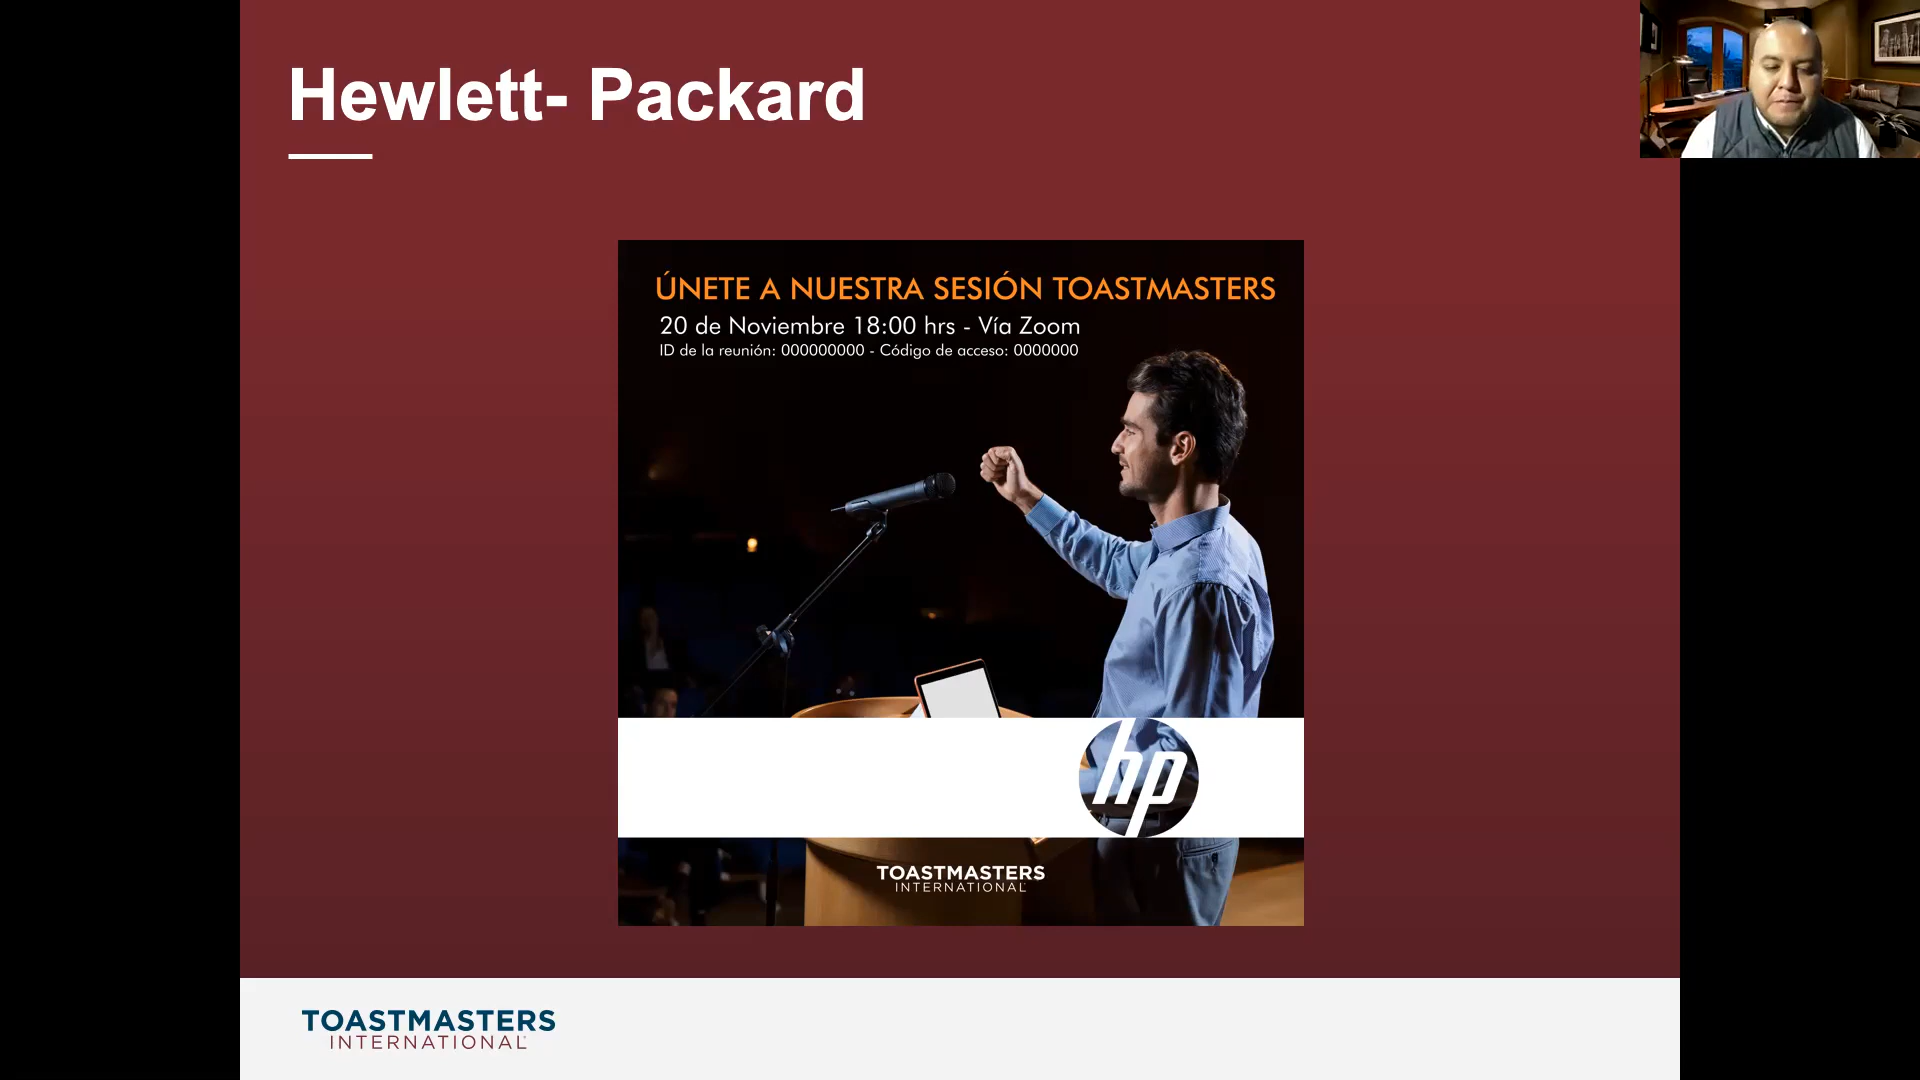 Hewlett- Packard
ÚNETE A NUESTRA SESIÓN TOASTMASTERS
20 de Noviembre 18:00 hrs - Vía Zoom
ID de la reunión: 000000000 - Código de acceso: 0000000
hp
TOASTMASTERS
INTERNATIONAL
TOASTMASTERS
INTERNATIONAL